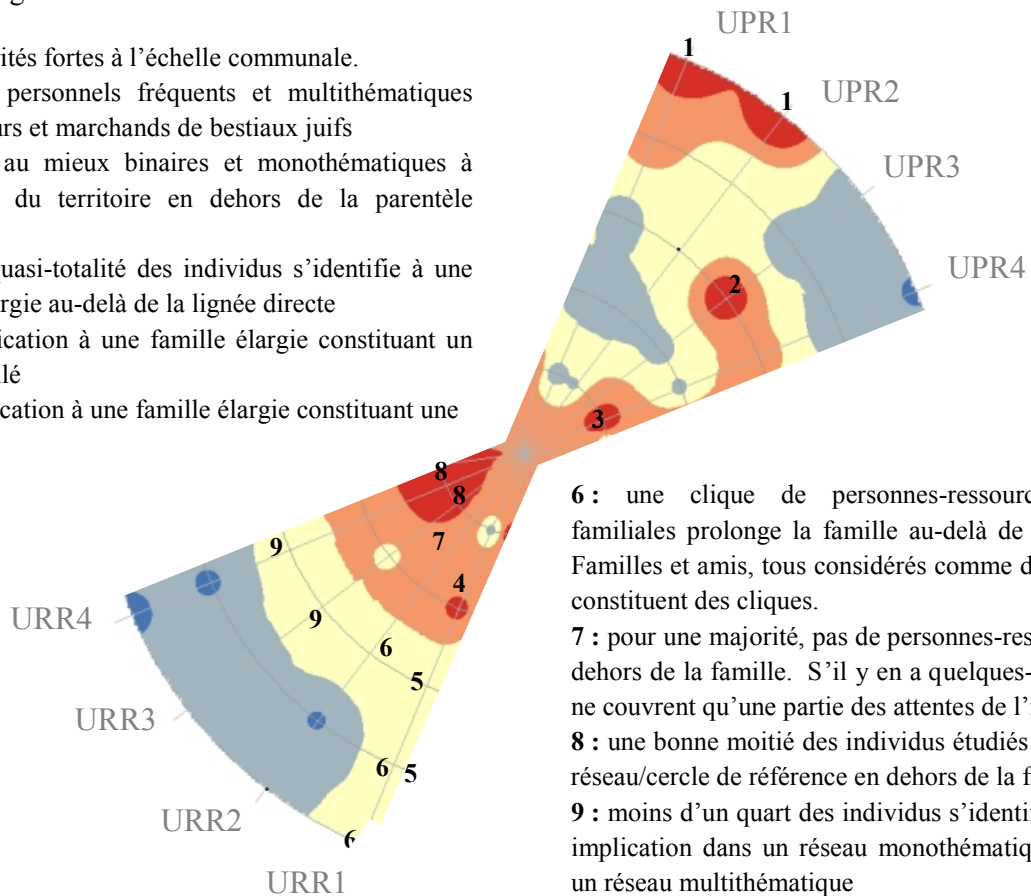 UPR1
1
rités fortes à l’échelle communale.
personnels fréquents et multithématiques
1
UPR2
urs et marchands de bestiaux juifs
au mieux binaires et monothématiques à
du territoire en dehors de la parentèle
UPR3
quasi-totalité des individus s’identifie à une
UPR4
ergie au-delà de la lignée directe
2
ication à une famille élargie constituant un
llé
ication à une famille élargie constituant une
3
8
8
7
9
4
9
6
5
6
5
6
URR4
URR3
URR2
URR1
6 : une clique de personnes-ressourc
familiales prolonge la famille au-delà de
Familles et amis, tous considérés comme d
constituent des cliques.
7 : pour une majorité, pas de personnes-res
dehors de la famille. S’il y en a quelques-
ne couvrent qu’une partie des attentes de l’i
8 : une bonne moitié des individus étudiés
réseau/cercle de référence en dehors de la f
9 : moins d’un quart des individus s’identif
implication dans un réseau monothématiq
un réseau multithématique